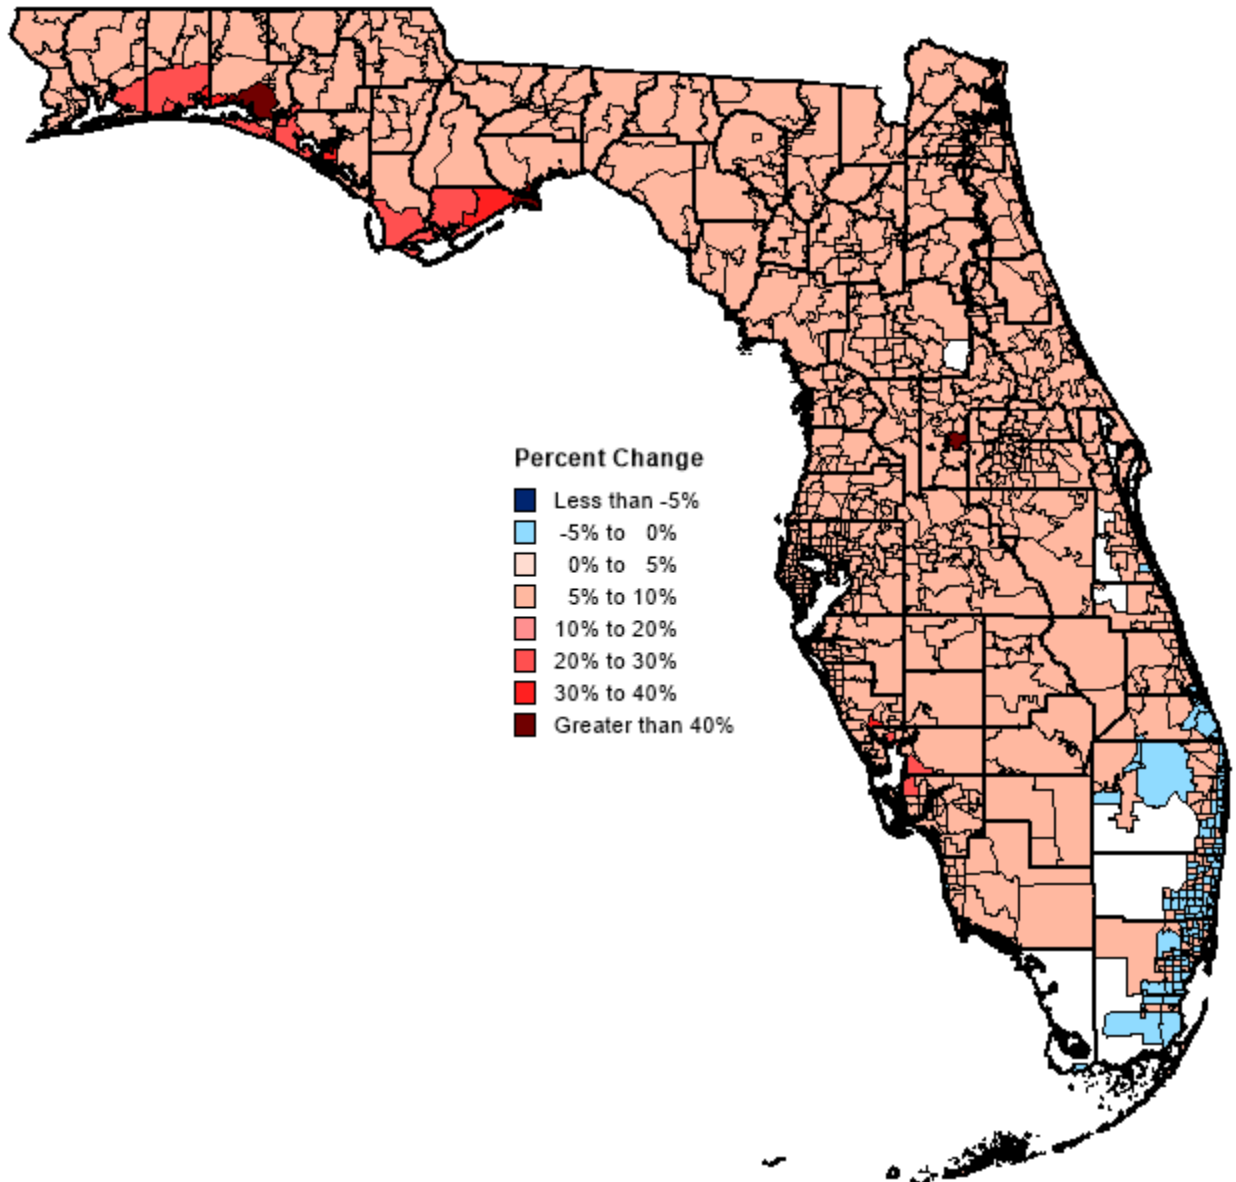 Percent Change
Less than -5%
-5% to 0%
0% to 5%
5% to 10%
10% to 20%
20% to 30%
30% to 40%
Greater than 40%